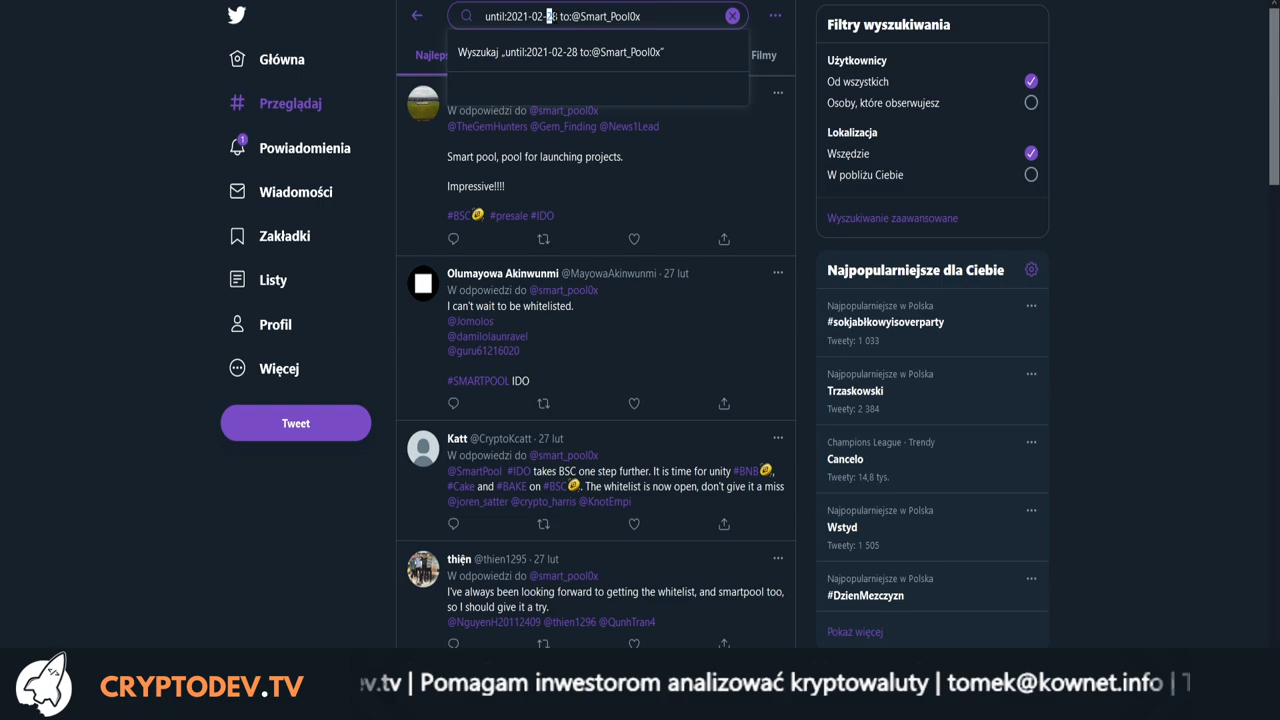 until:2021-02-28 to:@Smart_Pool0x
Wyszukaj „until:2021-02-28 to:@Smart_Pool0x”
Główna
Przeglądaj
1
Powiadomienia
Wiadomości
Zakładki
Listy
Profil
Więcej
Tweet
Filmy
W odpowiedzi do @smart_pool0x
@TheGemHunters @Gem_Finding @News1Lead
Smart pool, pool for launching projects.
Impressive!!!!
#BSC #presale #IDO
Olumayowa Akinwunmi @MayowaAkinwunmi · 27 lut
W odpowiedzi do @smart_pool0x
I can't wait to be whitelisted.
@Jomolos
@damilolaunravel
@guru61216020
#SMARTPOOL IDO
Katt @CryptoKcatt · 27 lut
W odpowiedzi do @smart_pool0x
@SmartPool #IDO takes BSC one step further. It is time for unity #BNB,
#Cake and #BAKE on #BSC. The whitelist is now open, don't give it a miss
@joren_satter @crypto_harris @KnotEmpi
thiện @thien1295 · 27 lut
W odpowiedzi do @smart_pool0x
I've always been looking forward to getting the whitelist, and smartpool too,
so I should give it a try.
@NguyenH20112409 @thien1296 @QunhTran4
Filtry wyszukiwania
Użytkownicy
Od wszystkich
Osoby, które obserwujesz
Lokalizacja
Wszędzie
W pobliżu Ciebie
Wyszukiwanie zaawansowane
Najpopularniejsze dla Ciebie
Najpopularniejsze w Polska
#sokjabłkowyisoverparty
Tweety: 1 033
Najpopularniejsze w Polska
Trzaskowski
Tweety: 2 384
Champions League · Trendy
Cancelo
Tweety: 14,8 tys.
Najpopularniejsze w Polska
Wstyd
Tweety: 1 505
Najpopularniejsze w Polska
#DzienMezczyzn
Pokaż więcej
CRYPTODEV.TV
v.tv | Pomagam inwestorom analizować kryptowaluty | tomek@kownet.info |